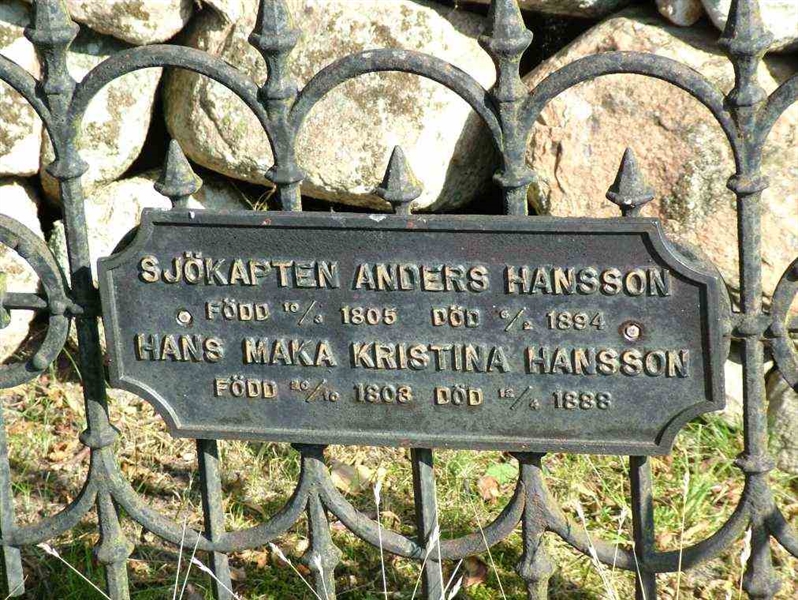 SJÖKAPTEN ANDERS HANSSON
FÖDD 10/3 1805 DÖD 6/2 1894
HANS MAKA KRISTINA HANSSON
FÖDD 20/10 1803 DÖD 12/4 1888